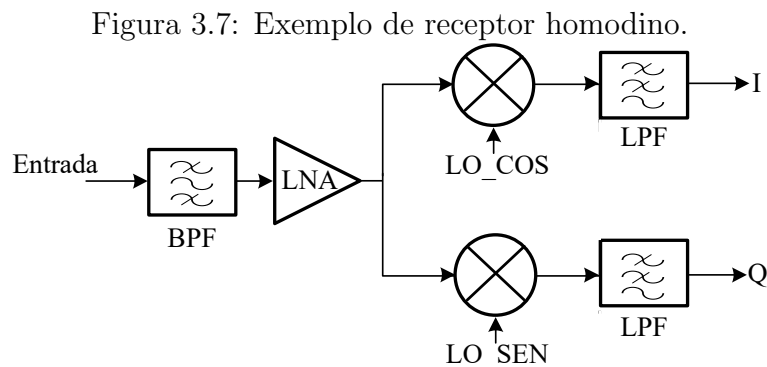 Figura 3.7: Exemplo de receptor homodino.
I
LPF
LO_COS
Entrada
LNA
BPF
Q
LPF
LO_SEN